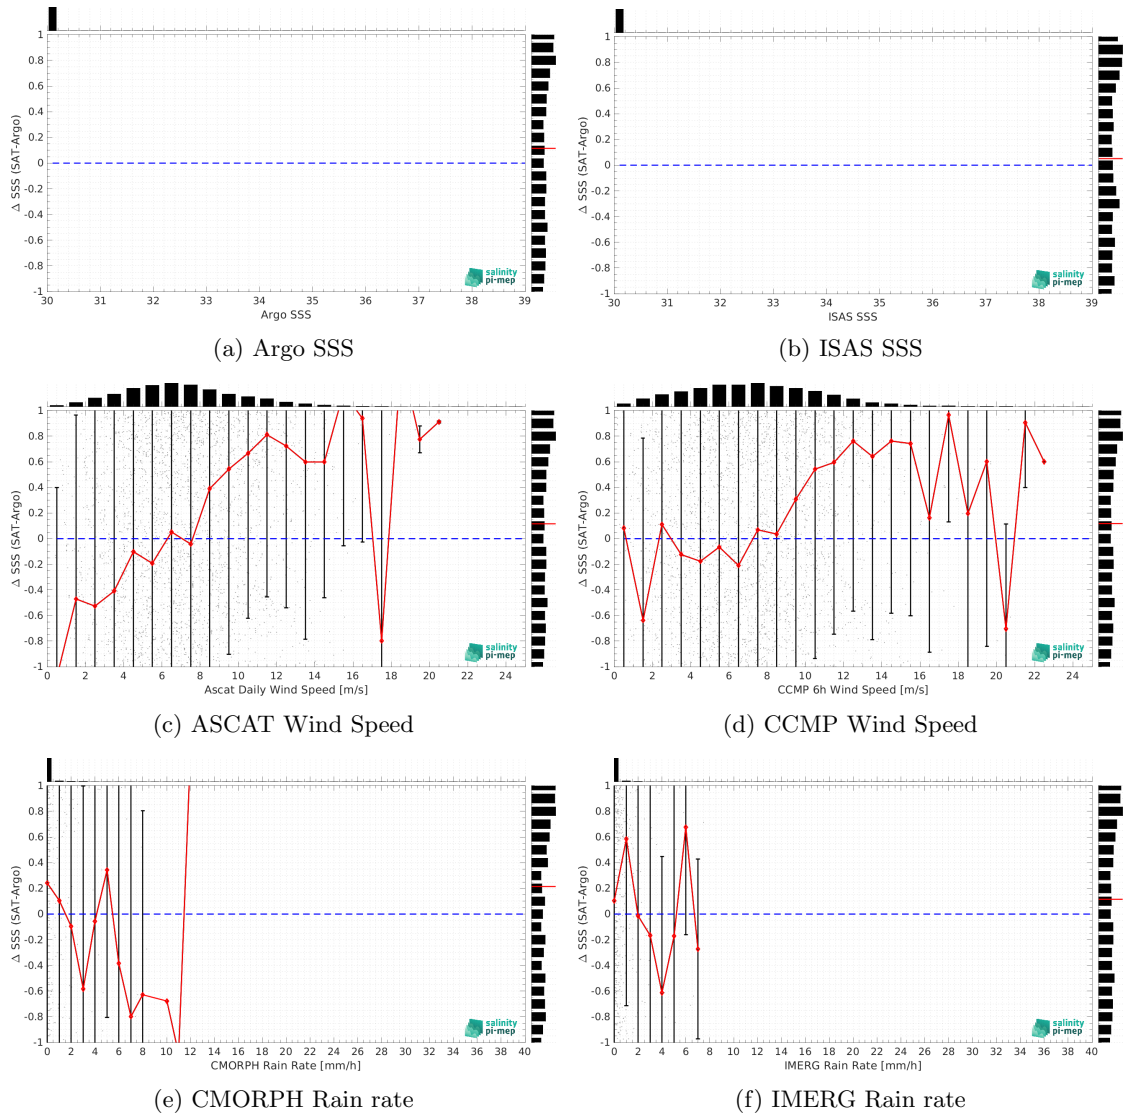 1
0.8
0.6
0.4
0.2
0
-0.2
-0.4
-0.6
-0.8
-1
Δ SSS (SAT-Argo)
30 31 32 33 34 35 36 37 38 39
Argo SSS
salinity
pi-mep
(a) Argo SSS
1
0.8
0.6
0.4
0.2
0
-0.2
-0.4
-0.6
-0.8
-1
Δ SSS (SAT-Argo)
30 31 32 33 34 35 36 37 38 39
ISAS SSS
salinity
pi-mep
(b) ISAS SSS
1
0.8
0.6
0.4
0.2
0
-0.2
-0.4
-0.6
-0.8
-1
Δ SSS (SAT-Argo)
0 2 4 6 8 10 12 14 16 18 20 22 24
Ascat Daily Wind Speed [m/s]
salinity
pi-mep
(c) ASCAT Wind Speed
1
0.8
0.6
0.4
0.2
0
-0.2
-0.4
-0.6
-0.8
-1
Δ SSS (SAT-Argo)
0 2 4 6 8 10 12 14 16 18 20 22 24
CCMP 6h Wind Speed [m/s]
salinity
pi-mep
(d) CCMP Wind Speed
1
0.8
0.6
0.4
0.2
0
-0.2
-0.4
-0.6
-0.8
-1
Δ SSS (SAT-Argo)
0 2 4 6 8 10 12 14 16 18 20 22 24 26 28 30 32 34 36 38 40
CMORPH Rain Rate [mm/h]
salinity
pi-mep
(e) CMORPH Rain rate
1
0.8
0.6
0.4
0.2
0
-0.2
-0.4
-0.6
-0.8
-1
Δ SSS (SAT-Argo)
0 2 4 6 8 10 12 14 16 18 20 22 24 26 28 30 32 34 36 38 40
IMERG Rain Rate [mm/h]
salinity
pi-mep
(f) IMERG Rain rate